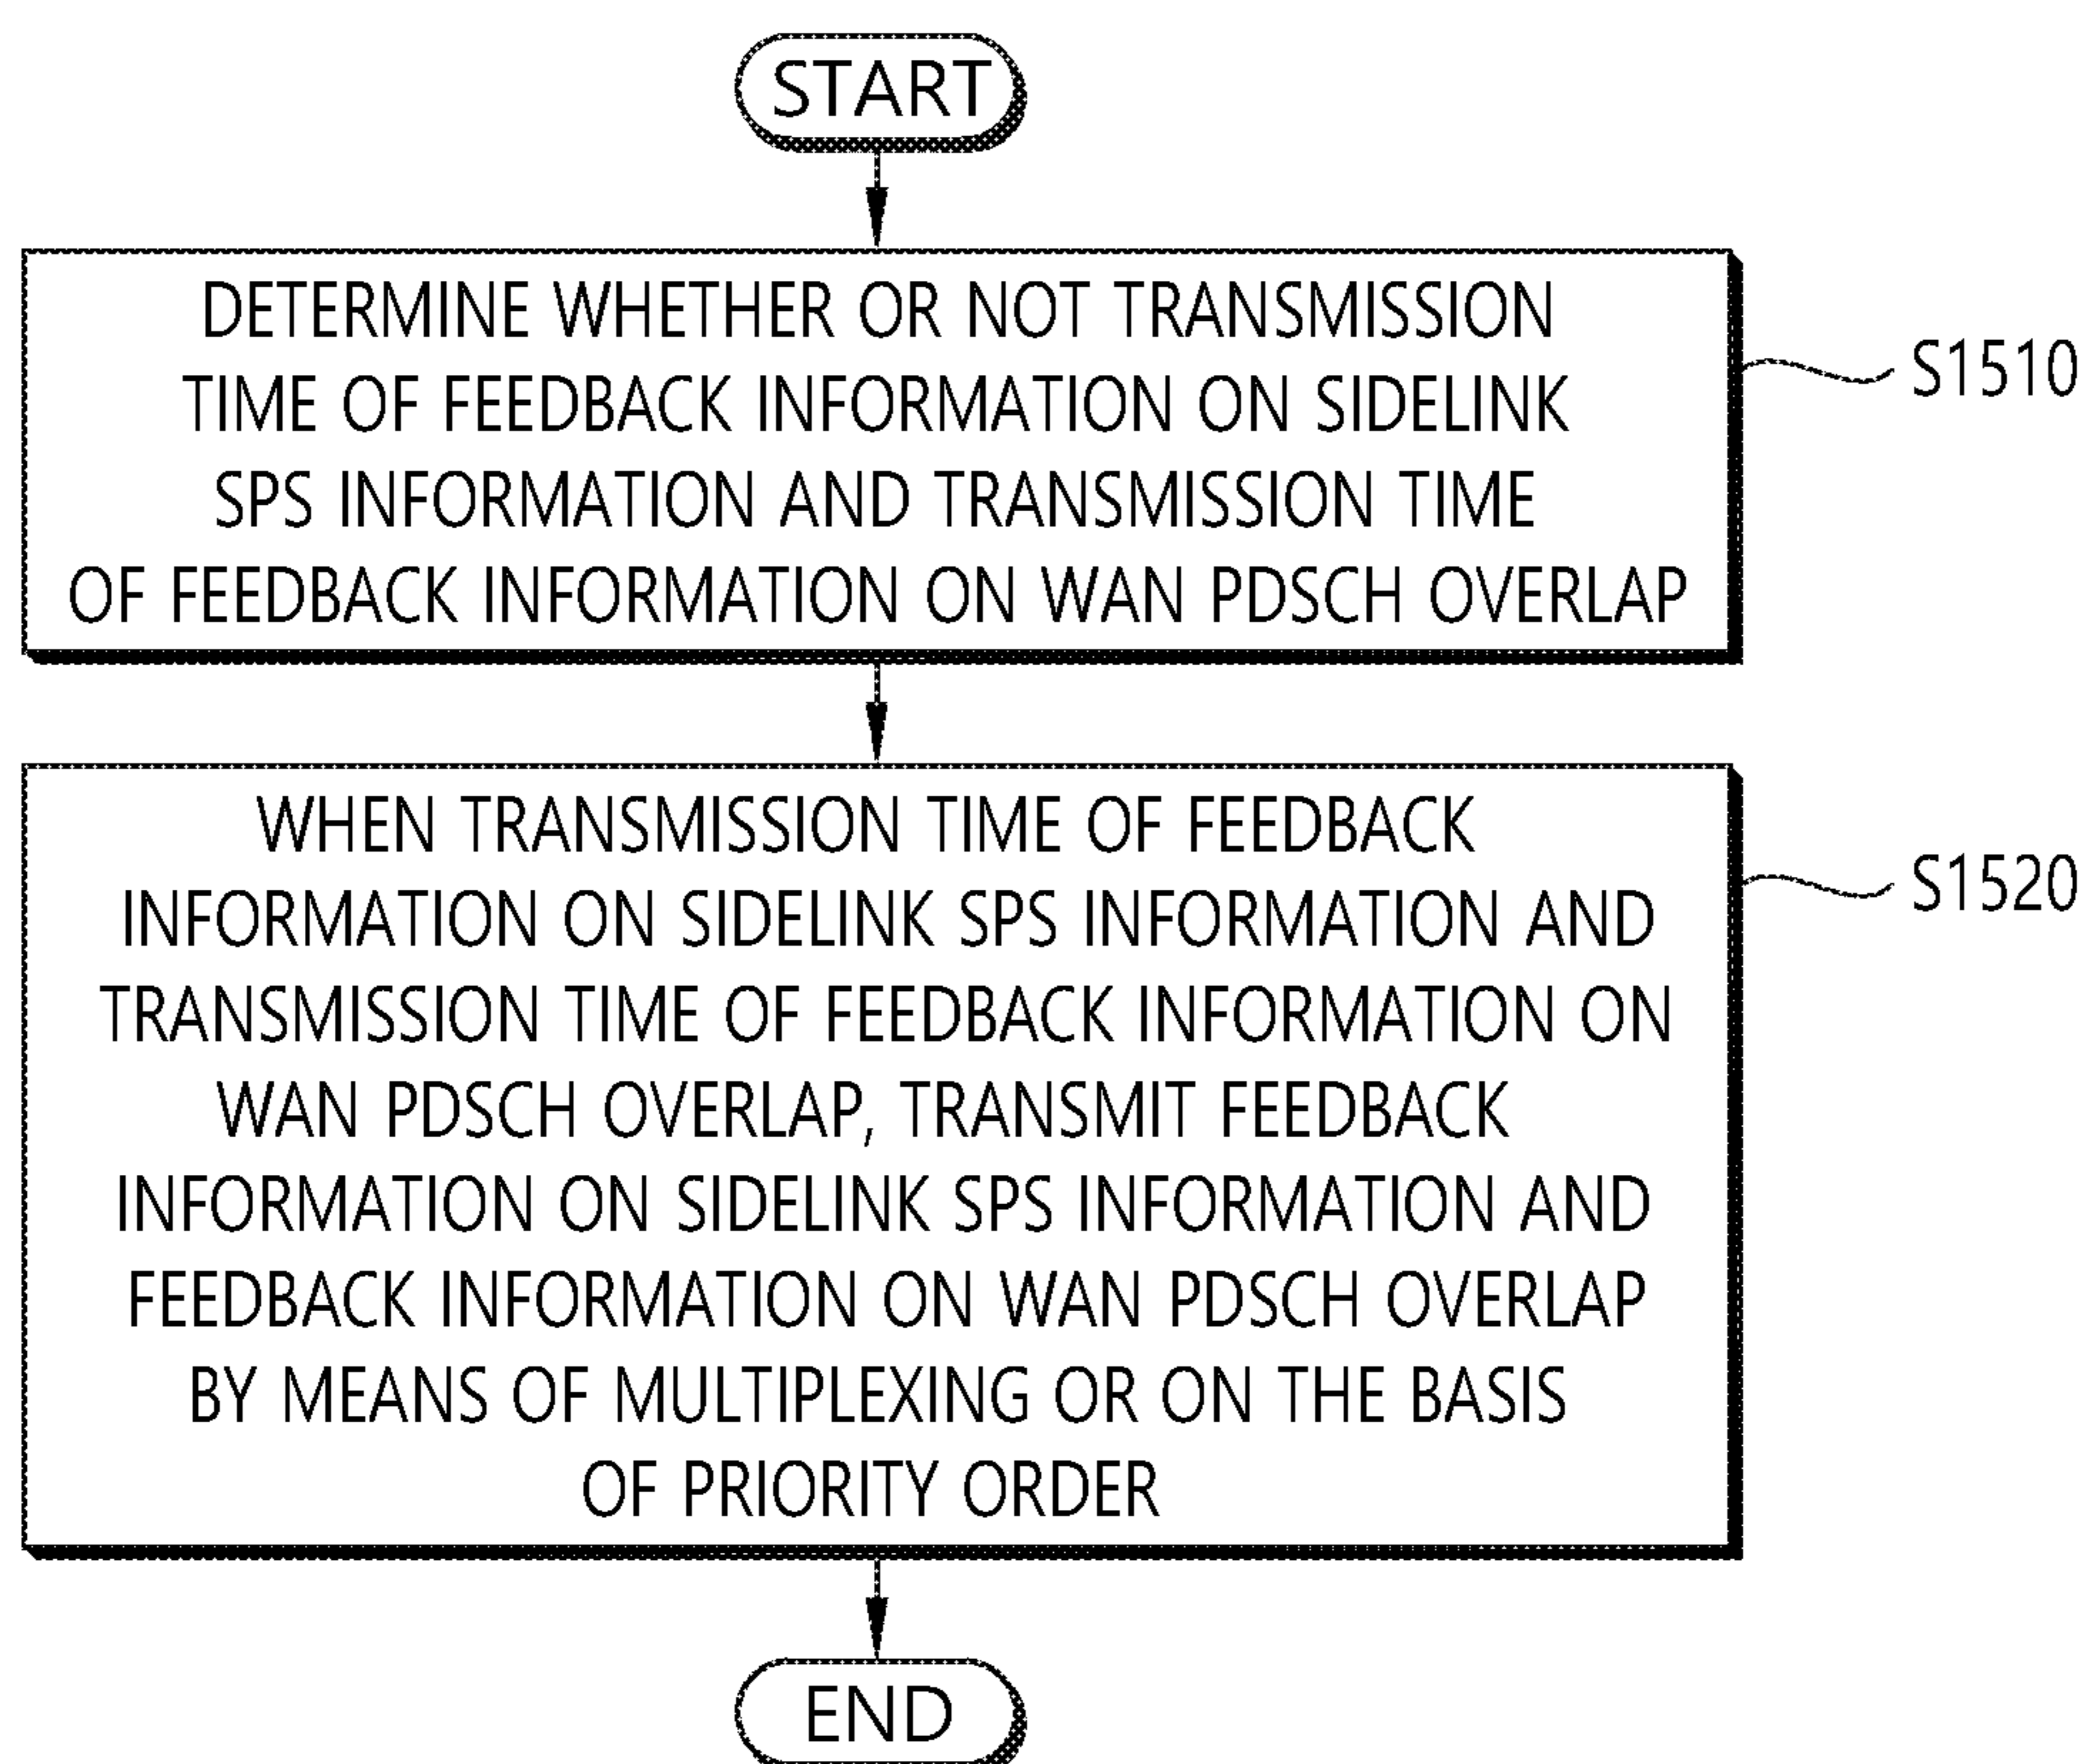 START
DETERMINE WHETHER OR NOT TRANSMISSION
TIME OF FEEDBACK INFORMATION ON SIDELINK
SPS INFORMATION AND TRANSMISSION TIME
OF FEEDBACK INFORMATION ON WAN PDSCH OVERLAP
S1510
WHEN TRANSMISSION TIME OF FEEDBACK
INFORMATION ON SIDELINK SPS INFORMATION AND
TRANSMISSION TIME OF FEEDBACK INFORMATION ON
WAN PDSCH OVERLAP, TRANSMIT FEEDBACK
INFORMATION ON SIDELINK SPS INFORMATION AND
FEEDBACK INFORMATION ON WAN PDSCH OVERLAP
BY MEANS OF MULTIPLEXING OR ON THE BASIS
OF PRIORITY ORDER
S1520
END